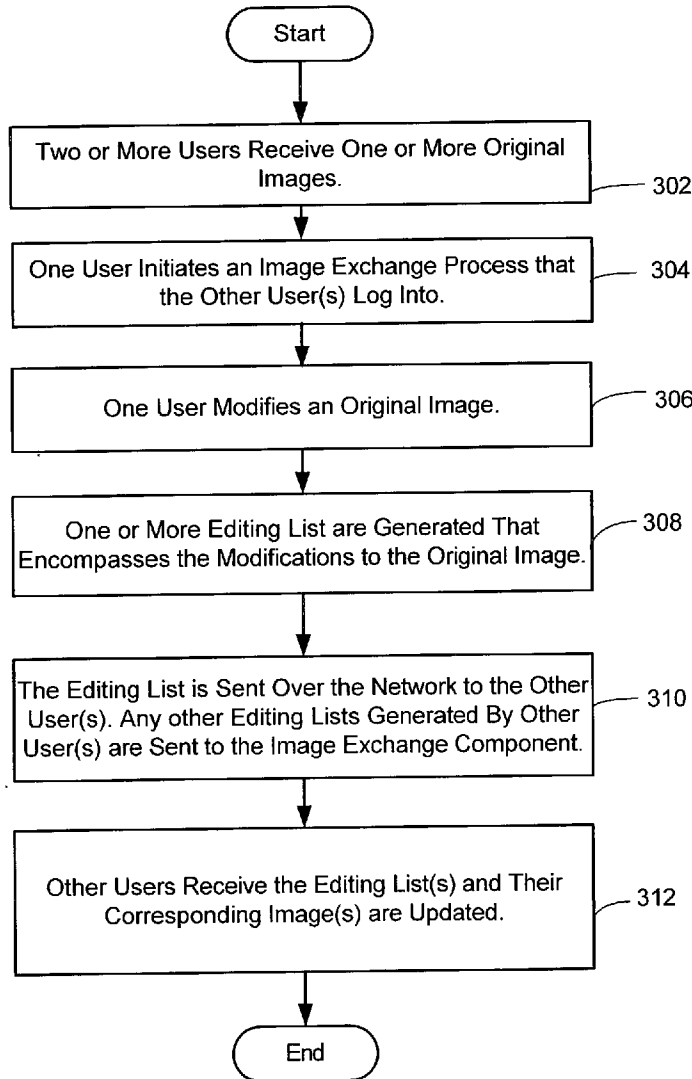 Start
Two or More Users Receive One or More Original
Images.
302
One User Initiates an Image Exchange Process that
the Other User(s) Log Into.
304
One User Modifies an Original Image.
306
One or More Editing List are Generated That
Encompasses the Modifications to the Original Image.
308
The Editing List is Sent Over the Network to the Other
User(s). Any other Editing Lists Generated By Other
User(s) are Sent to the Image Exchange Component.
310
Other Users Receive the Editing List(s) and Their
Corresponding Image(s) are Updated.
312
End